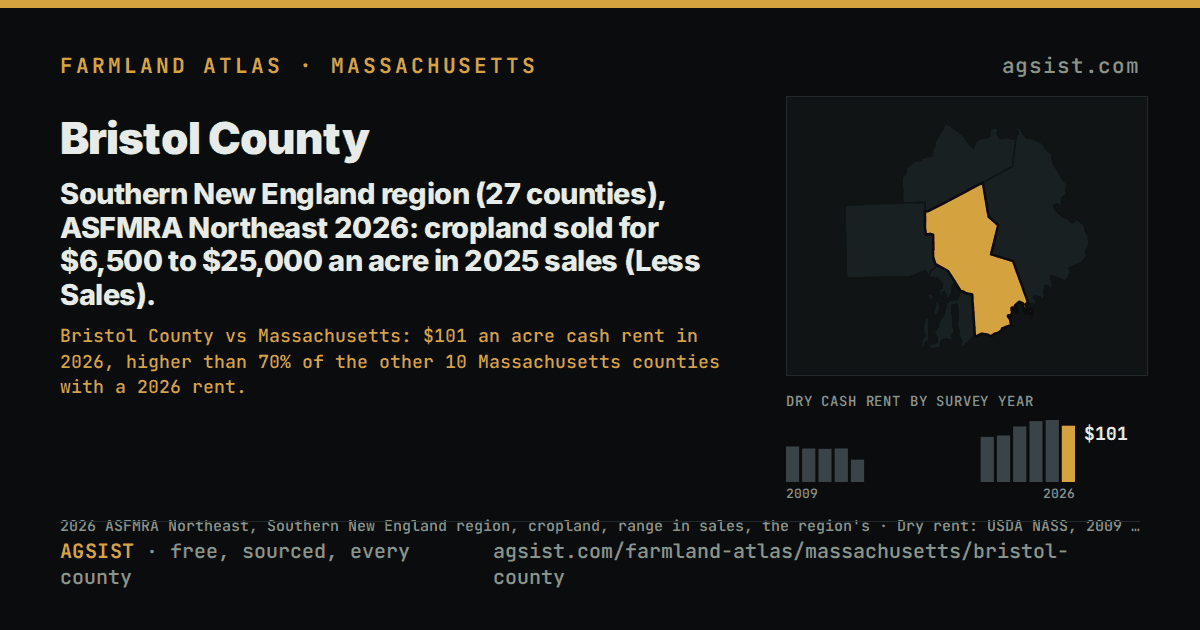 FARMLAND ATLAS · MASSACHUSETTS
agsist.com
Bristol County
Southern New England region (27 counties),
ASFMRA Northeast 2026: cropland sold for
$6,500 to $25,000 an acre in 2025 sales (Less
Sales).
Bristol County vs Massachusetts: $101 an acre cash rent in
2026, higher than 70% of the other 10 Massachusetts counties
with a 2026 rent.
DRY CASH RENT BY SURVEY YEAR
$101
2009
2026
2026 ASFMRA Northeast, Southern New England region, cropland, range in sales, the region's · Dry rent: USDA NASS, 2009 …
AGSIST · free, sourced, every
county
agsist.com/farmland-atlas/massachusetts/bristol-
county